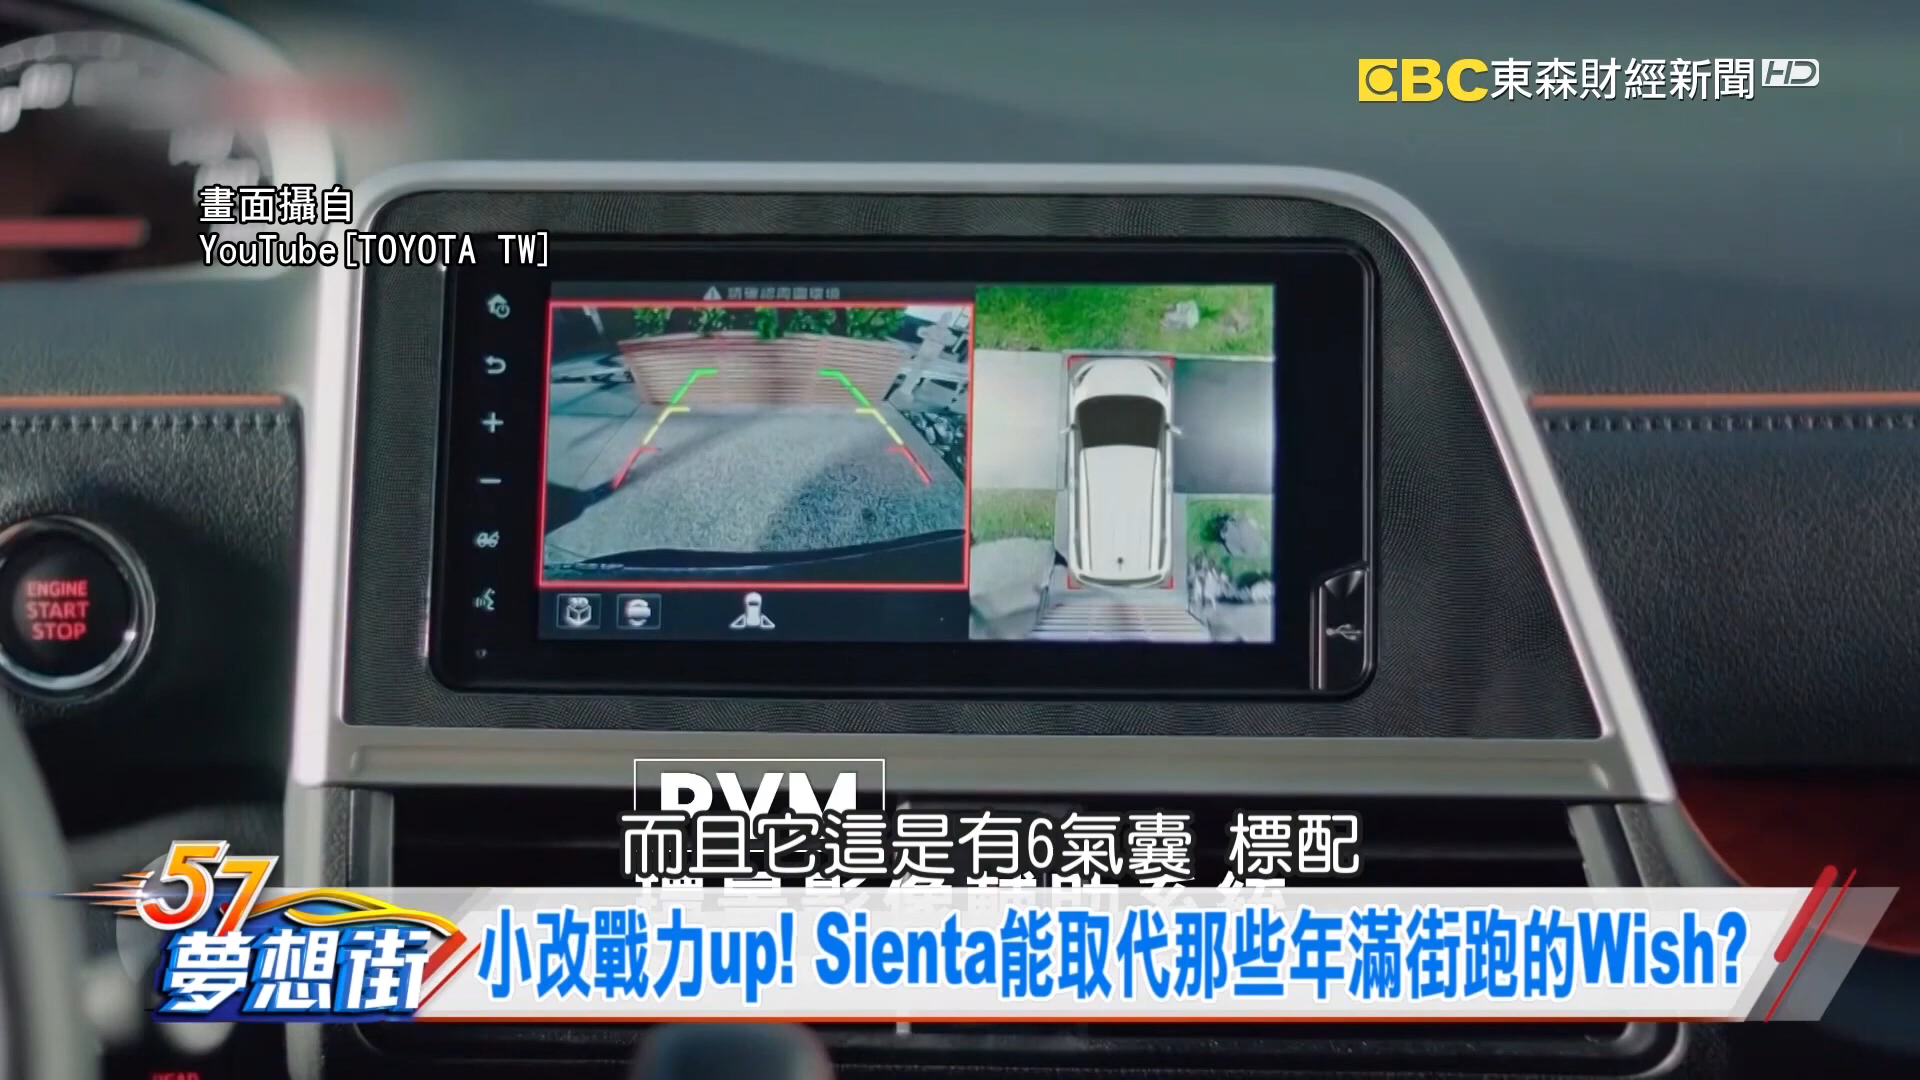 EBC東森財經新聞HD
畫面攝自
YouTube[TOYOTA TW]
ENGINE
START
STOP
而且它這是有6氣囊 標配
57
夢想街
小改戰力up! Sienta能取代那些年滿街跑的Wish?